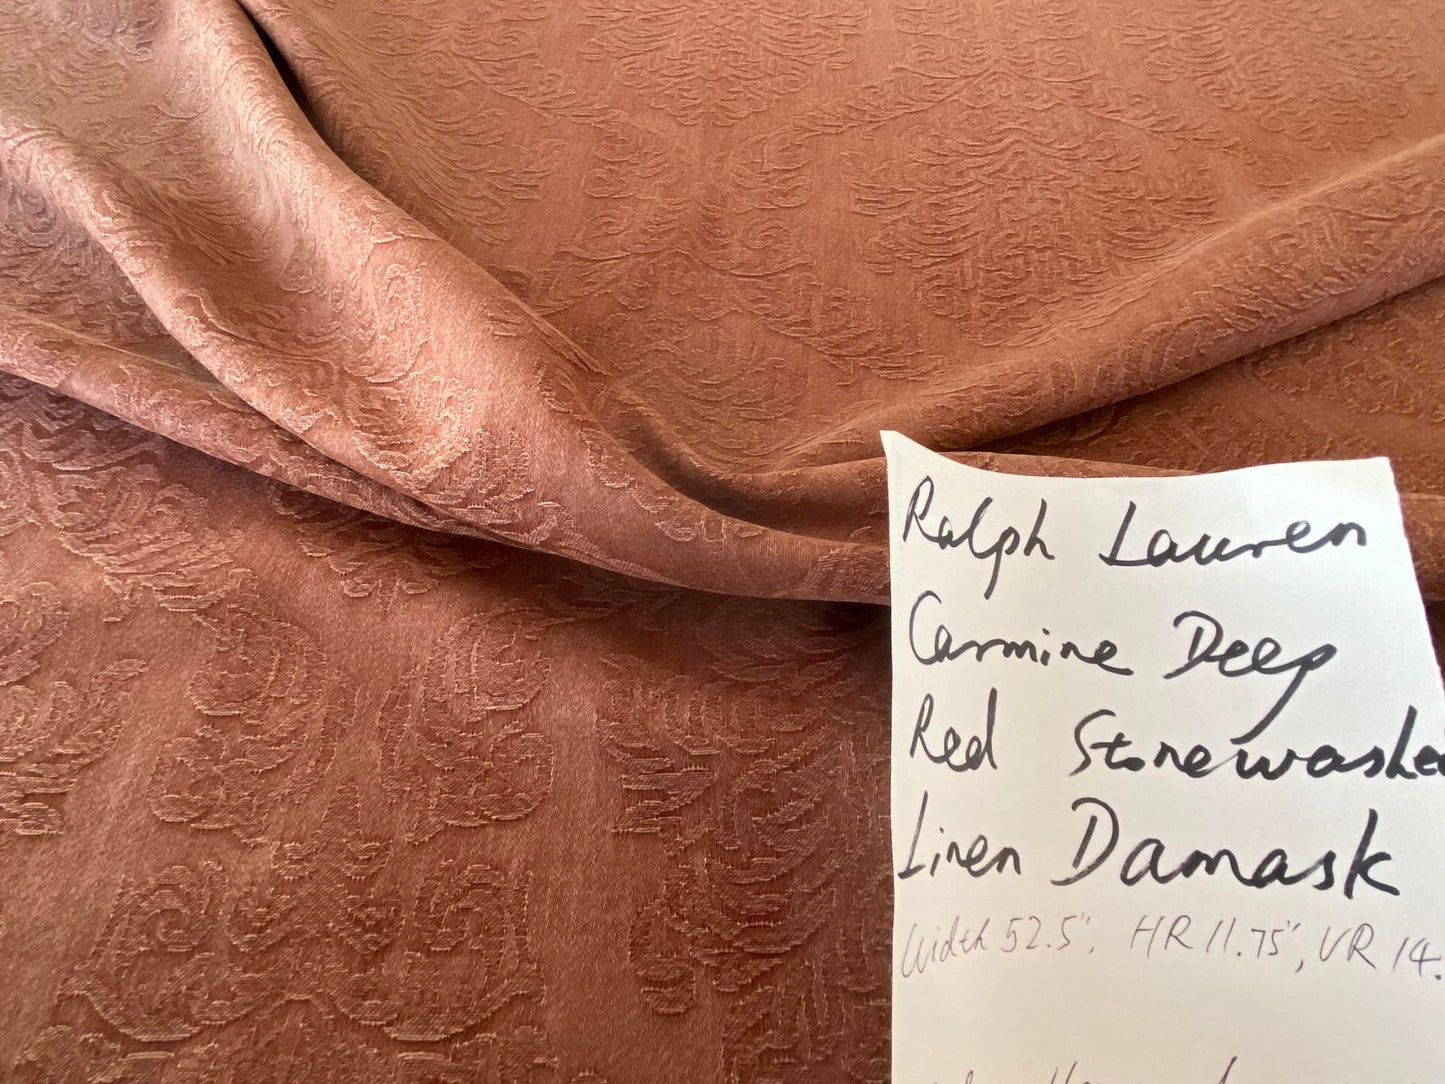 Ralph Lauren
Carmine Deep
Red Stonewashed
Linen Damask
Width 52.5", HR 11.75", VR 14.